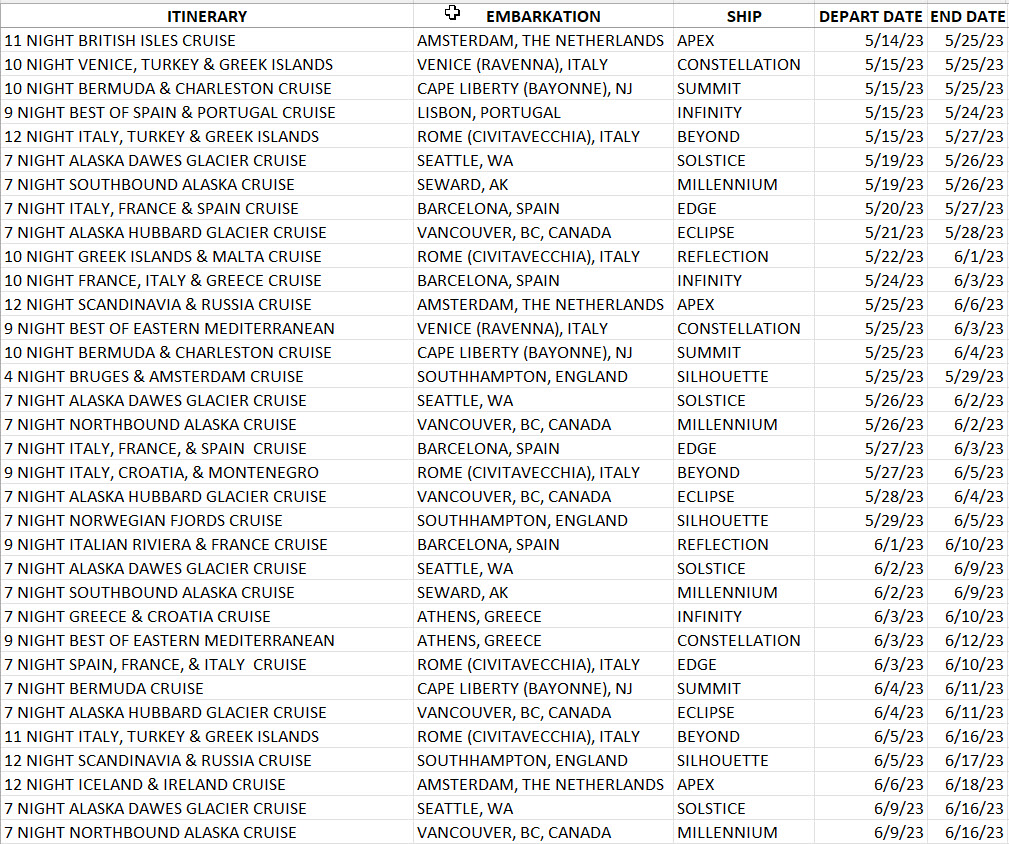 ITINERARY EMBARKATION SHIP DEPART DATE END DATE
11 NIGHT BRITISH ISLES CRUISE AMSTERDAM, THE NETHERLANDS APEX 5/14/23 5/25/23
10 NIGHT VENICE, TURKEY & GREEK ISLANDS VENICE (RAVENNA), ITALY CONSTELLATION 5/15/23 5/25/23
10 NIGHT BERMUDA & CHARLESTON CRUISE CAPE LIBERTY (BAYONNE), NJ SUMMIT 5/15/23 5/25/23
9 NIGHT BEST OF SPAIN & PORTUGAL CRUISE LISBON, PORTUGAL INFINITY 5/15/23 5/24/23
12 NIGHT ITALY, TURKEY & GREEK ISLANDS ROME (CIVITAVECCHIA), ITALY BEYOND 5/15/23 5/27/23
7 NIGHT ALASKA DAWES GLACIER CRUISE SEATTLE, WA SOLSTICE 5/19/23 5/26/23
7 NIGHT SOUTHBOUND ALASKA CRUISE SEWARD, AK MILLENNIUM 5/19/23 5/26/23
7 NIGHT ITALY, FRANCE & SPAIN CRUISE BARCELONA, SPAIN EDGE 5/20/23 5/27/23
7 NIGHT ALASKA HUBBARD GLACIER CRUISE VANCOUVER, BC, CANADA ECLIPSE 5/21/23 5/28/23
10 NIGHT GREEK ISLANDS & MALTA CRUISE ROME (CIVITAVECCHIA), ITALY REFLECTION 5/22/23 6/1/23
10 NIGHT FRANCE, ITALY & GREECE CRUISE BARCELONA, SPAIN INFINITY 5/24/23 6/3/23
12 NIGHT SCANDINAVIA & RUSSIA CRUISE AMSTERDAM, THE NETHERLANDS APEX 5/25/23 6/6/23
9 NIGHT BEST OF EASTERN MEDITERRANEAN VENICE (RAVENNA), ITALY CONSTELLATION 5/25/23 6/3/23
10 NIGHT BERMUDA & CHARLESTON CRUISE CAPE LIBERTY (BAYONNE), NJ SUMMIT 5/25/23 6/4/23
4 NIGHT BRUGES & AMSTERDAM CRUISE SOUTHHAMPTON, ENGLAND SILHOUETTE 5/25/23 5/29/23
7 NIGHT ALASKA DAWES GLACIER CRUISE SEATTLE, WA SOLSTICE 5/26/23 6/2/23
7 NIGHT NORTHBOUND ALASKA CRUISE VANCOUVER, BC, CANADA MILLENNIUM 5/26/23 6/2/23
7 NIGHT ITALY, FRANCE, & SPAIN  CRUISE BARCELONA, SPAIN EDGE 5/27/23 6/3/23
9 NIGHT ITALY, CROATIA, & MONTENEGRO ROME (CIVITAVECCHIA), ITALY BEYOND 5/27/23 6/5/23
7 NIGHT ALASKA HUBBARD GLACIER CRUISE VANCOUVER, BC, CANADA ECLIPSE 5/28/23 6/4/23
7 NIGHT NORWEGIAN FJORDS CRUISE SOUTHHAMPTON, ENGLAND SILHOUETTE 5/29/23 6/5/23
9 NIGHT ITALIAN RIVIERA & FRANCE CRUISE BARCELONA, SPAIN REFLECTION 6/1/23 6/10/23
7 NIGHT ALASKA DAWES GLACIER CRUISE SEATTLE, WA SOLSTICE 6/2/23 6/9/23
7 NIGHT SOUTHBOUND ALASKA CRUISE SEWARD, AK MILLENNIUM 6/2/23 6/9/23
7 NIGHT GREECE & CROATIA CRUISE ATHENS, GREECE INFINITY 6/3/23 6/10/23
9 NIGHT BEST OF EASTERN MEDITERRANEAN ATHENS, GREECE CONSTELLATION 6/3/23 6/12/23
7 NIGHT SPAIN, FRANCE, & ITALY  CRUISE ROME (CIVITAVECCHIA), ITALY EDGE 6/3/23 6/10/23
7 NIGHT BERMUDA CRUISE CAPE LIBERTY (BAYONNE), NJ SUMMIT 6/4/23 6/11/23
7 NIGHT ALASKA HUBBARD GLACIER CRUISE VANCOUVER, BC, CANADA ECLIPSE 6/4/23 6/11/23
11 NIGHT ITALY, TURKEY & GREEK ISLANDS ROME (CIVITAVECCHIA), ITALY BEYOND 6/5/23 6/16/23
12 NIGHT SCANDINAVIA & RUSSIA CRUISE SOUTHHAMPTON, ENGLAND SILHOUETTE 6/5/23 6/17/23
12 NIGHT ICELAND & IRELAND CRUISE AMSTERDAM, THE NETHERLANDS APEX 6/6/23 6/18/23
7 NIGHT ALASKA DAWES GLACIER CRUISE SEATTLE, WA SOLSTICE 6/9/23 6/16/23
7 NIGHT NORTHBOUND ALASKA CRUISE VANCOUVER, BC, CANADA MILLENNIUM 6/9/23 6/16/23